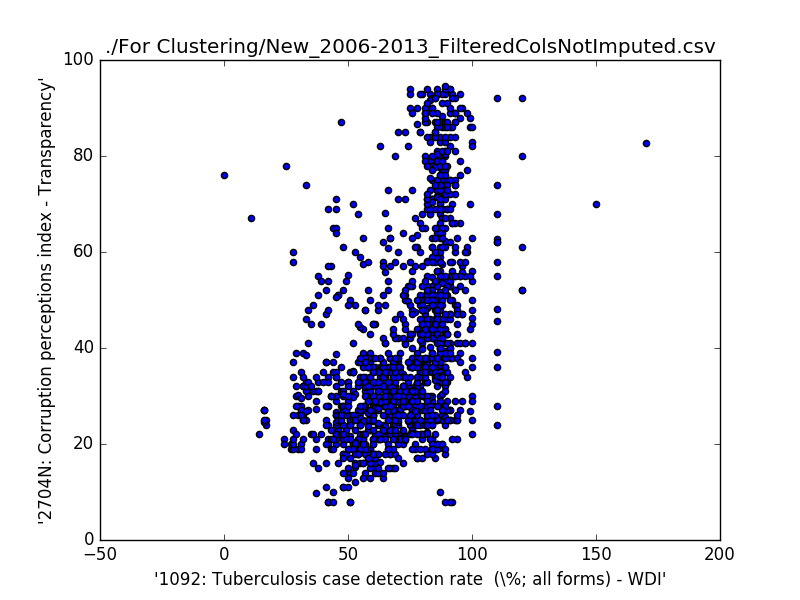 ./For Clustering/New_2006-2013_FilteredColsNotImputed.csv
'2704N: Corruption perceptions index - Transparency'
100
80
60
40
20
0
−50 0 50 100 150 200
'1092: Tuberculosis case detection rate  (\%; all forms) - WDI'